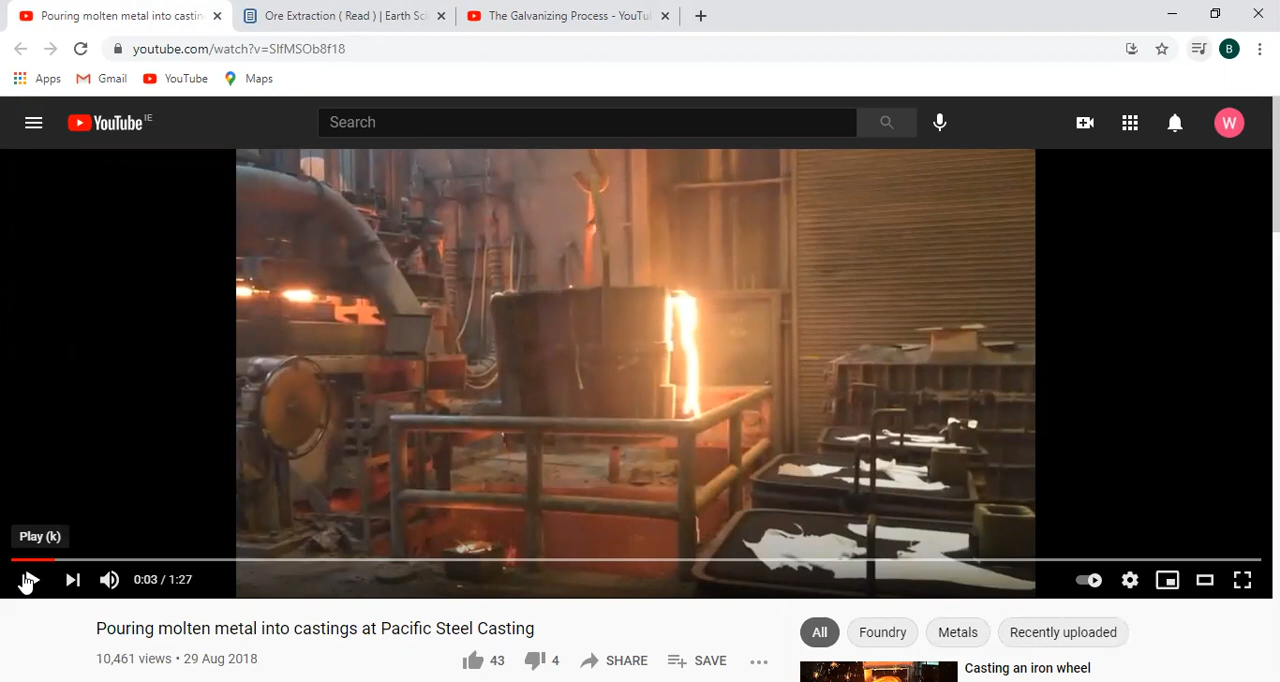 Pouring molten metal into castin
Ore Extraction ( Read ) | Earth Sci
The Galvanizing Process - YouTu
youtube.com/watch?v=SIfMSOb8f18
B
Apps
Gmail
YouTube
Maps
YouTube IE
Search
W
Play (k)
0:03 / 1:27
Pouring molten metal into castings at Pacific Steel Casting
10,461 views • 29 Aug 2018
43
4
SHARE
SAVE
All
Foundry
Metals
Recently uploaded
Casting an iron wheel